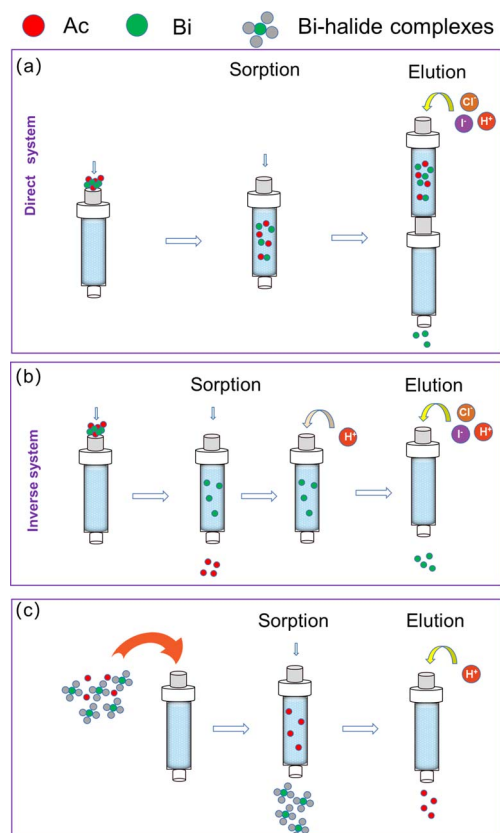 Ac Bi Bi-halide complexes
(a)
Sorption Elution
Cl⁻
I⁻ H⁺
Direct system
(b)
Sorption Elution
Cl⁻
H⁺ I⁻ H⁺
Inverse system
(c)
Sorption Elution
H⁺